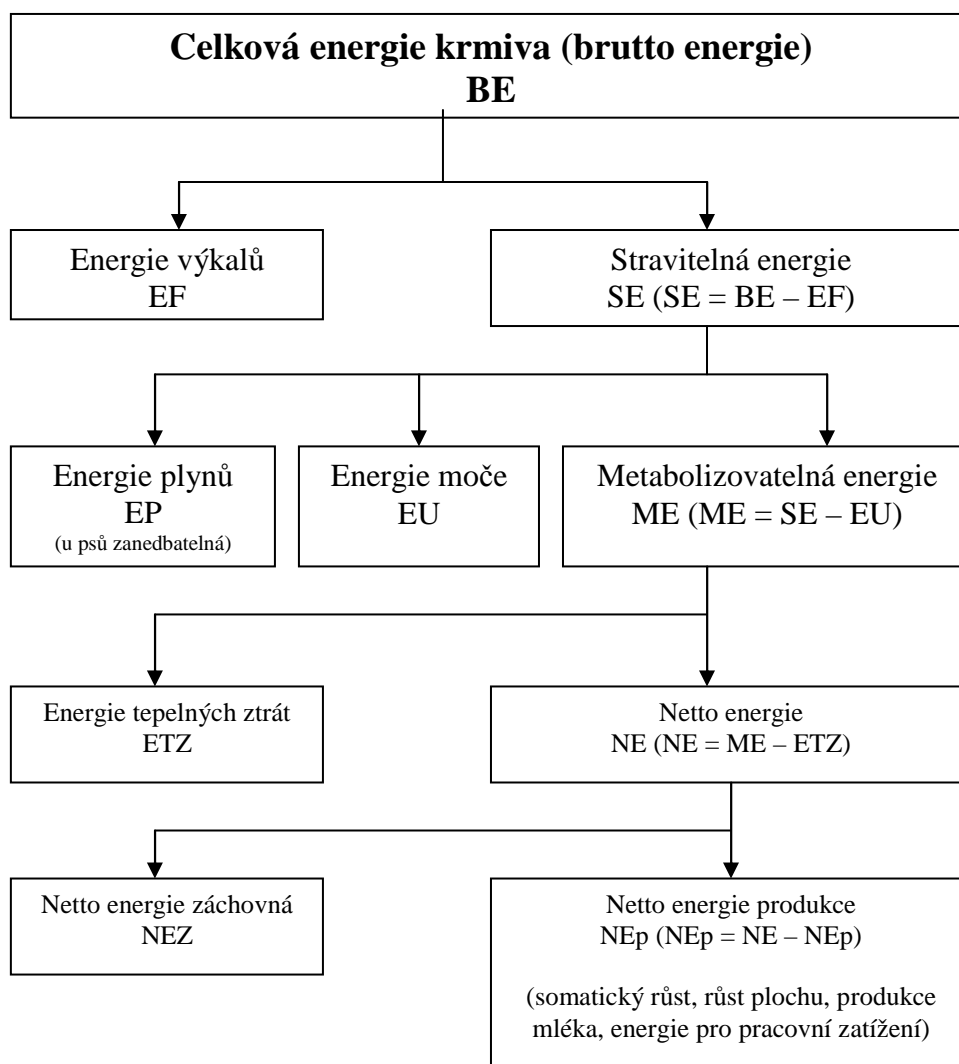 Celková energie krmiva (brutto energie)
BE
Energie výkalů
EF
Stravitelná energie
SE (SE = BE – EF)
Energie plynů
EP
(u psů zanedbatelná)
Energie moče
EU
Metabolizovatelná energie
ME (ME = SE – EU)
Energie tepelných ztrát
ETZ
Netto energie
NE (NE = ME – ETZ)
Netto energie záchovná
NEZ
Netto energie produkce
NEp (NEp = NE – NEp)
(somatický růst, růst plochu, produkce
mléka, energie pro pracovní zatížení)